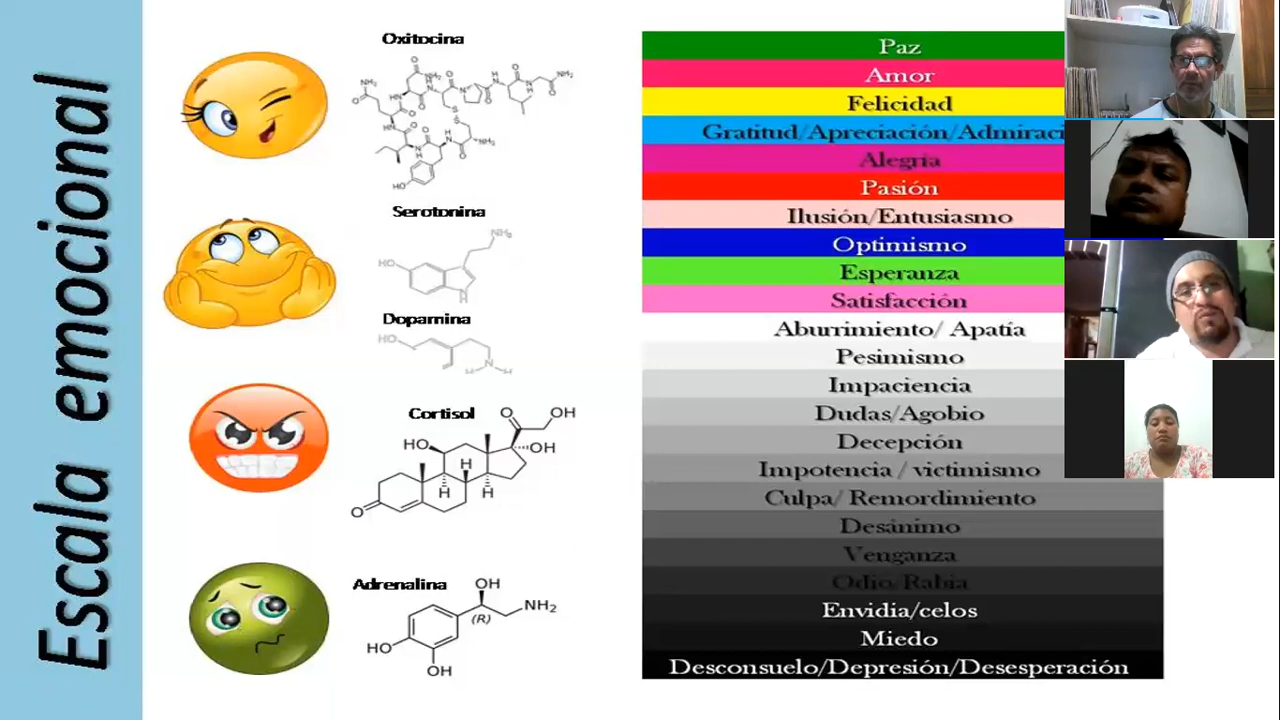 Escala emocional
Oxitocina
Serotonina
Dopamina
Cortisol
Adrenalina
Paz
Amor
Felicidad
Gratitud/Apreciación/Admiraci
Alegria
Pasión
Ilusión/Entusiasmo
Optimismo
Esperanza
Satisfacción
Aburrimiento/ Apatía
Pesimismo
Impaciencia
Dudas/Agobio
Decepción
Impotencia / victimismo
Culpa/ Remordimiento
Desánimo
Venganza
Odio/Rabia
Envidia/celos
Miedo
Desconsuelo/Depresión/Desesperación